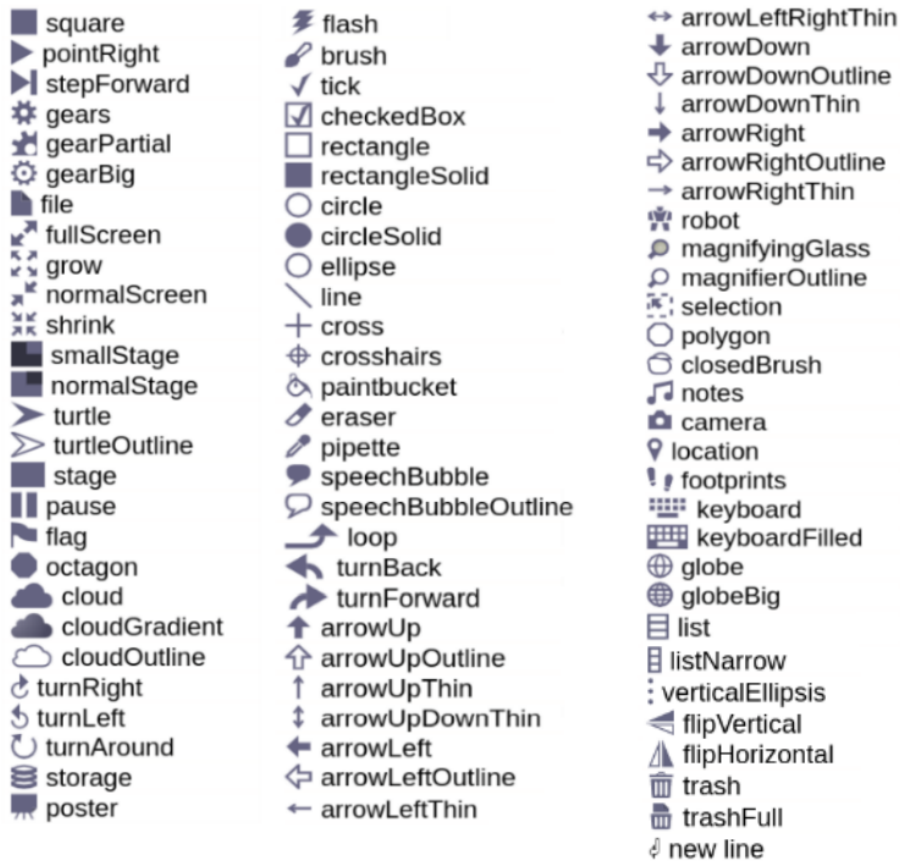 square
pointRight
stepForward
gears
gearPartial
gearBig
file
fullScreen
grow
normalScreen
shrink
smallStage
normalStage
turtle
turtleOutline
stage
pause
flag
octagon
cloud
cloudGradient
cloudOutline
turnRight
turnLeft
turnAround
storage
poster
flash
brush
tick
checkedBox
rectangle
rectangleSolid
circle
circleSolid
ellipse
line
cross
crosshairs
paintbucket
eraser
pipette
speechBubble
speechBubbleOutline
loop
turnBack
turnForward
arrowUp
arrowUpOutline
arrowUpThin
arrowUpDownThin
arrowLeft
arrowLeftOutline
arrowLeftThin
arrowLeftRightThin
arrowDown
arrowDownOutline
arrowDownThin
arrowRight
arrowRightOutline
arrowRightThin
robot
magnifyingGlass
magnifierOutline
selection
polygon
closedBrush
notes
camera
location
footprints
keyboard
keyboardFilled
globe
globeBig
list
listNarrow
verticalEllipsis
flipVertical
flipHorizontal
trash
trashFull
new line